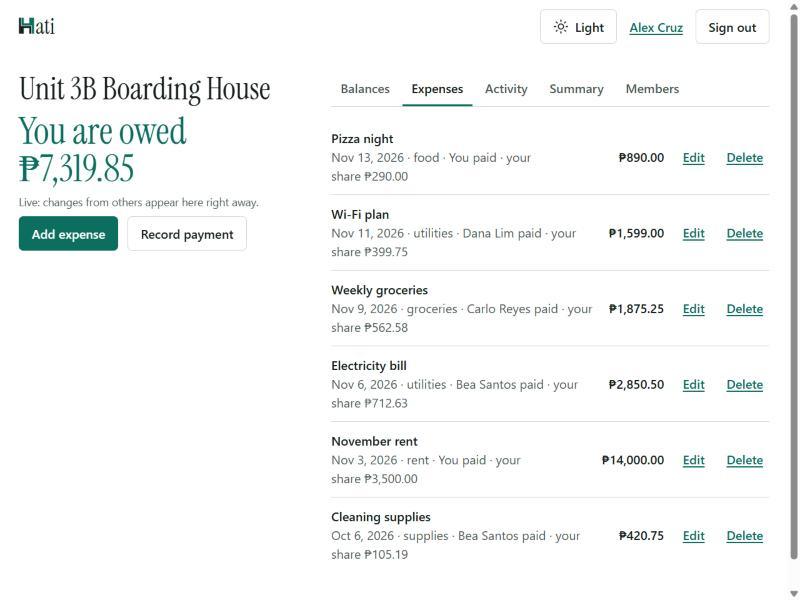 Hati
Light
Alex Cruz
Sign out
Unit 3B Boarding House
You are owed
₱7,319.85
Live: changes from others appear here right away.
Add expense
Record payment
Balances
Expenses
Activity
Summary
Members
Pizza night
Nov 13, 2026 · food · You paid · your
share ₱290.00
₱890.00
Edit
Delete
Wi-Fi plan
Nov 11, 2026 · utilities · Dana Lim paid · your
share ₱399.75
₱1,599.00
Edit
Delete
Weekly groceries
Nov 9, 2026 · groceries · Carlo Reyes paid · your
share ₱562.58
₱1,875.25
Edit
Delete
Electricity bill
Nov 6, 2026 · utilities · Bea Santos paid · your
share ₱712.63
₱2,850.50
Edit
Delete
November rent
Nov 3, 2026 · rent · You paid · your
share ₱3,500.00
₱14,000.00
Edit
Delete
Cleaning supplies
Oct 6, 2026 · supplies · Bea Santos paid · your
share ₱105.19
₱420.75
Edit
Delete